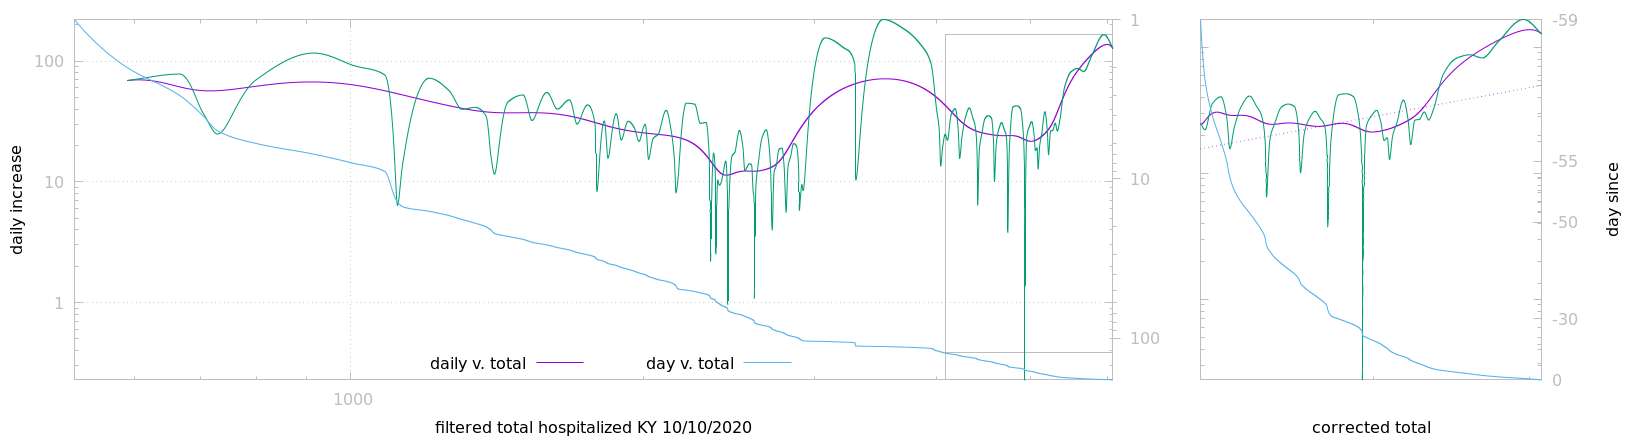 100
10
1
daily increase
1000
filtered total hospitalized KY 10/10/2020
daily v. total
day v. total
1
10
100
-59
-55
-50
-30
0
day since
corrected total